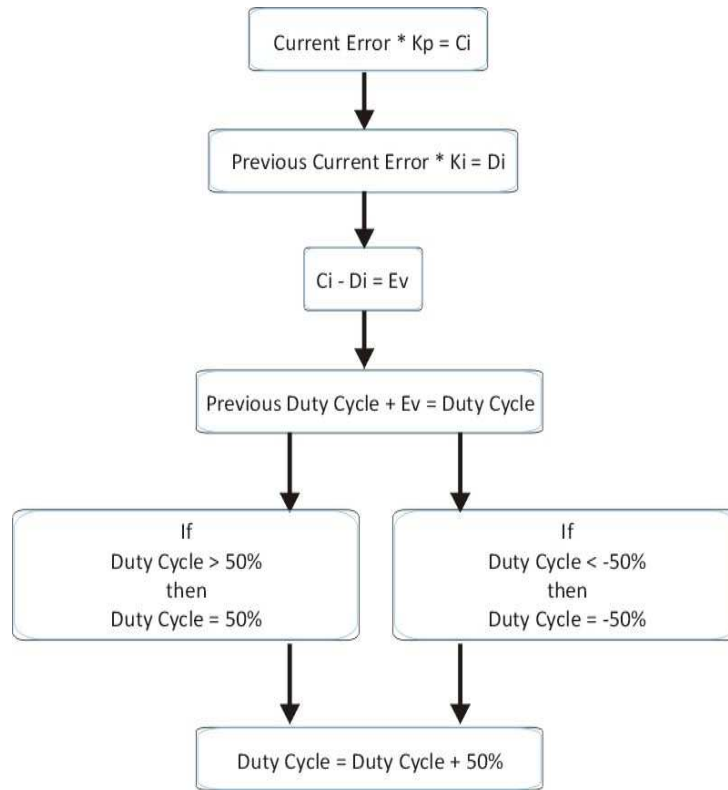 Current Error * Kp = Ci
Previous Current Error * Ki = Di
Ci - Di = Ev
Previous Duty Cycle + Ev = Duty Cycle
If
Duty Cycle > 50%
then
Duty Cycle = 50%
If
Duty Cycle < -50%
then
Duty Cycle = -50%
Duty Cycle = Duty Cycle + 50%